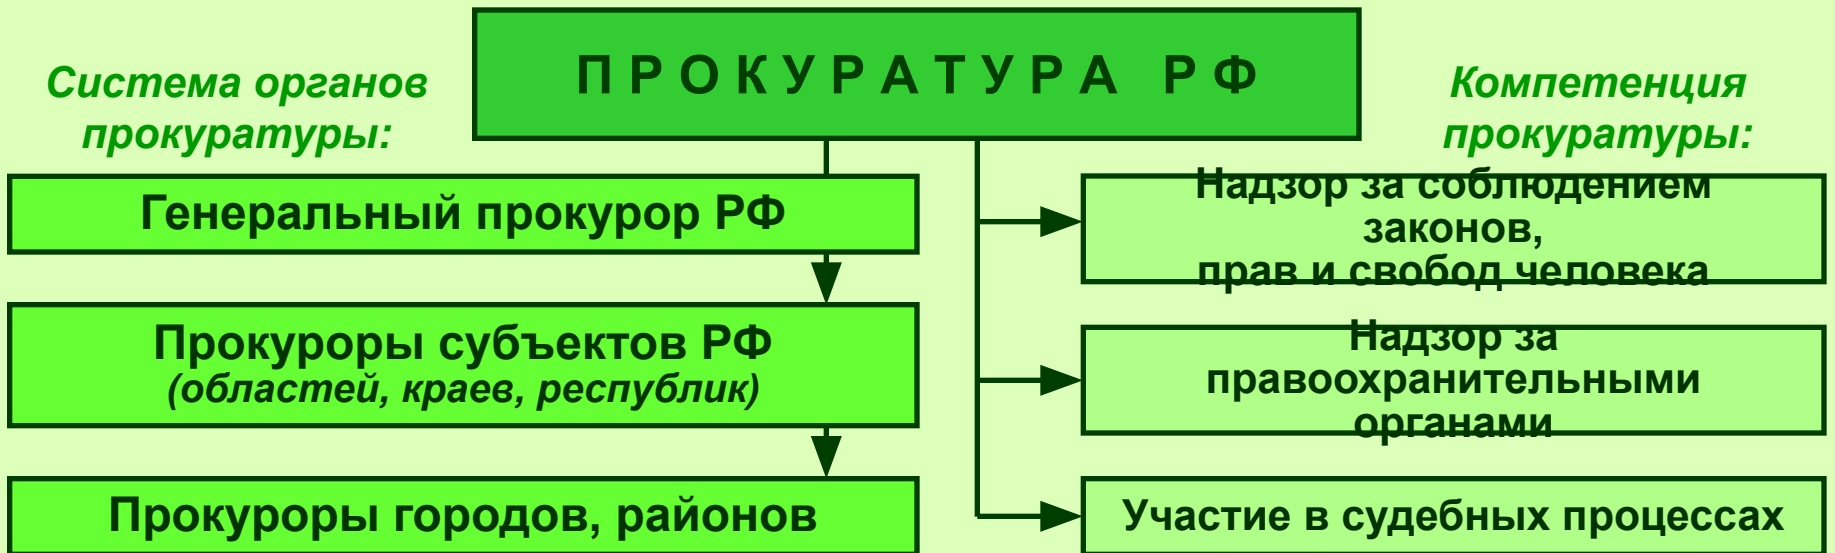 ПРОКУРАТУРА РФ
Система органов
прокуратуры:
Генеральный прокурор РФ
Прокуроры субъектов РФ
(областей, краев, республик)
Прокуроры городов, районов
Компетенция
прокуратуры:
Надзор за соблюдением
законов,
прав и свобод человека
Надзор за
правоохранительными
органами
Участие в судебных процессах